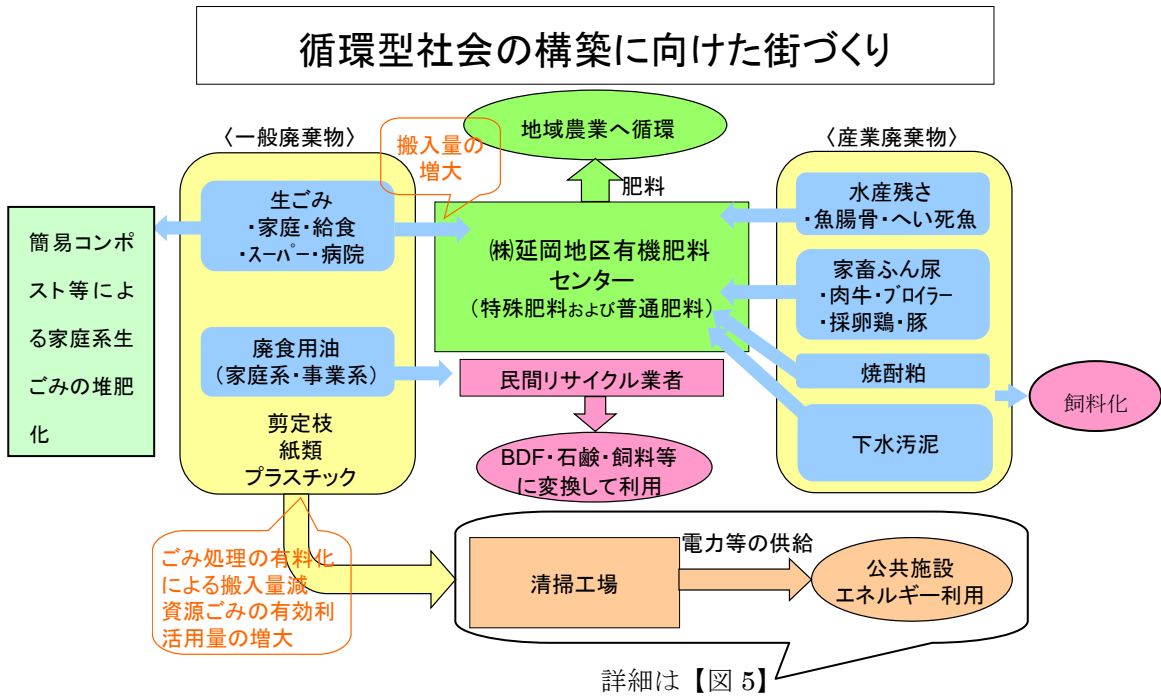 循環型社会の構築に向けた街づくり
地域農業へ循環
〈一般廃棄物〉
搬入量の
増大
〈産業廃棄物〉
肥料
簡易コンポ
スト等によ
る家庭系生
ごみの堆肥
化
生ごみ
・家庭・給食
・スーパー・病院
㈱延岡地区有機肥料
センター
(特殊肥料および普通肥料)
水産残さ
・魚腸骨・へい死魚
家畜ふん尿
・肉牛・ブロイラー
・採卵鶏・豚
廃食用油
(家庭系・事業系)
民間リサイクル業者
焼酎粕
飼料化
剪定枝
紙類
プラスチック
BDF・石鹸・飼料等
に変換して利用
下水汚泥
ごみ処理の有料化
による搬入量減
資源ごみの有効利
活用量の増大
清掃工場
電力等の供給
公共施設
エネルギー利用
詳細は【図 5】